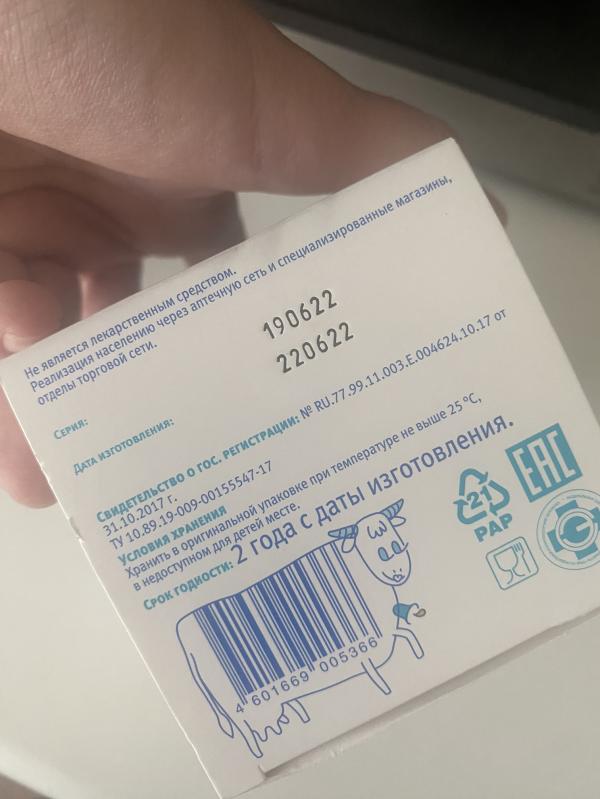 Не является лекарственным средством.
Реализация населению через аптечную сеть и специализированные магазины,
отделы торговой сети.
Серия: 190622
Дата изготовления: 220622
Свидетельство о гос. регистрации: № RU.77.99.11.003.E.004624.10.17 от
31.10.2017 г.
ТУ 10.89.19-009-00155547-17
Условия хранения
Хранить в оригинальной упаковке при температуре не выше 25 °С,
в недоступном для детей месте.
Срок годности: 2 года с даты изготовления.
21
PAP
EAC
4 601669 005366